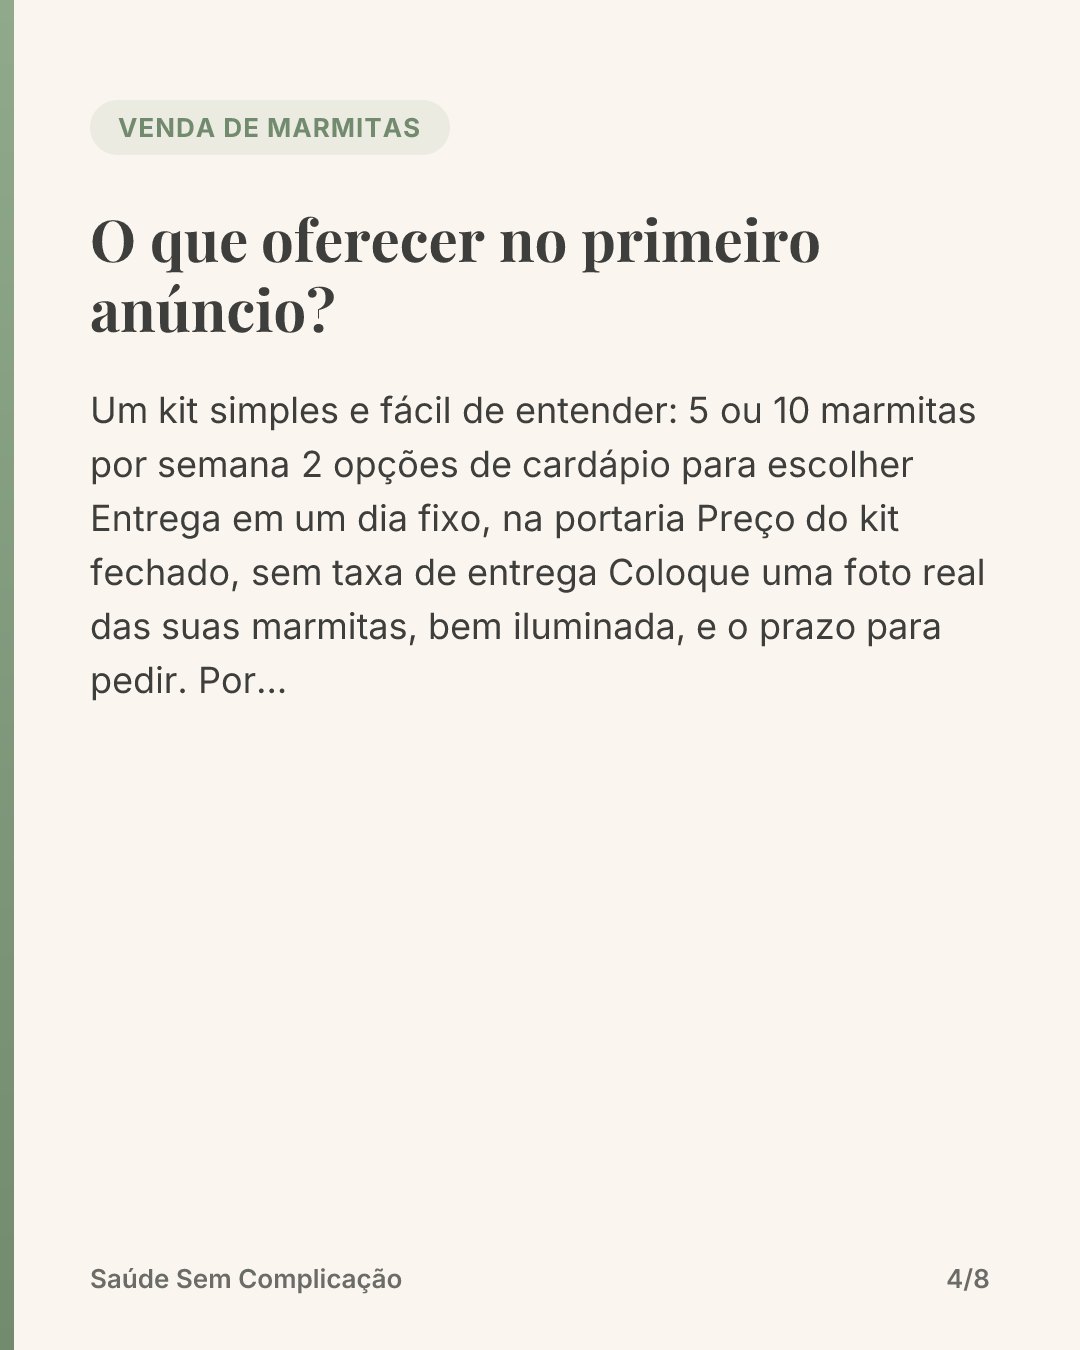 VENDA DE MARMITAS
O que oferecer no primeiro
anúncio?
Um kit simples e fácil de entender: 5 ou 10 marmitas
por semana 2 opções de cardápio para escolher
Entrega em um dia fixo, na portaria Preço do kit
fechado, sem taxa de entrega Coloque uma foto real
das suas marmitas, bem iluminada, e o prazo para
pedir. Por...
Saúde Sem Complicação
4/8